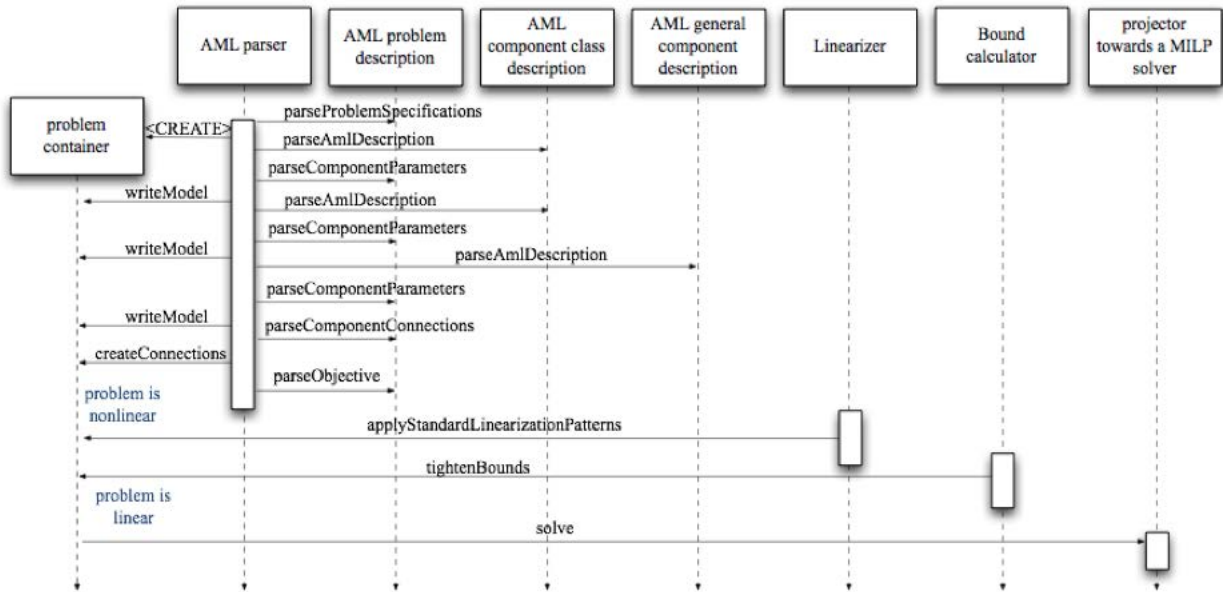 AML parser
AML problem
description
AML
component class
description
AML general
component
description
Linearizer
Bound
calculator
projector
towards a MILP
solver
problem
container
<CREATE>
parseProblemSpecifications
parseAmlDescription
parseComponentParameters
writeModel
parseAmlDescription
parseComponentParameters
writeModel
parseAmlDescription
parseComponentParameters
writeModel
parseComponentConnections
createConnections
parseObjective
problem is
nonlinear
applyStandardLinearizationPatterns
tightenBounds
problem is
linear
solve